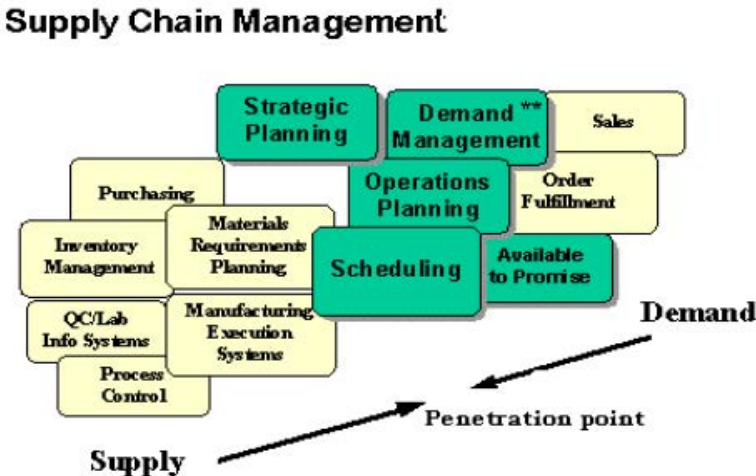 Supply Chain Management
Strategic
Planning
Demand **
Management
Sales
Purchasing
Operations
Planning
Order
Fulfillment
Inventory
Management
Materials
Requirements
Planning
Scheduling
Available
to Promise
QC/Lab
Info Systems
Manufacturing
Execution
Systems
Process
Control
Demand
Penetration point
Supply